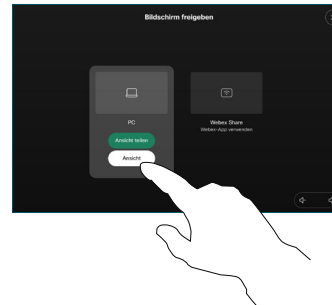 Bildschirm freigeben
PC
Ansicht teilen
Ansicht
Webex Share
Webex-App verwenden